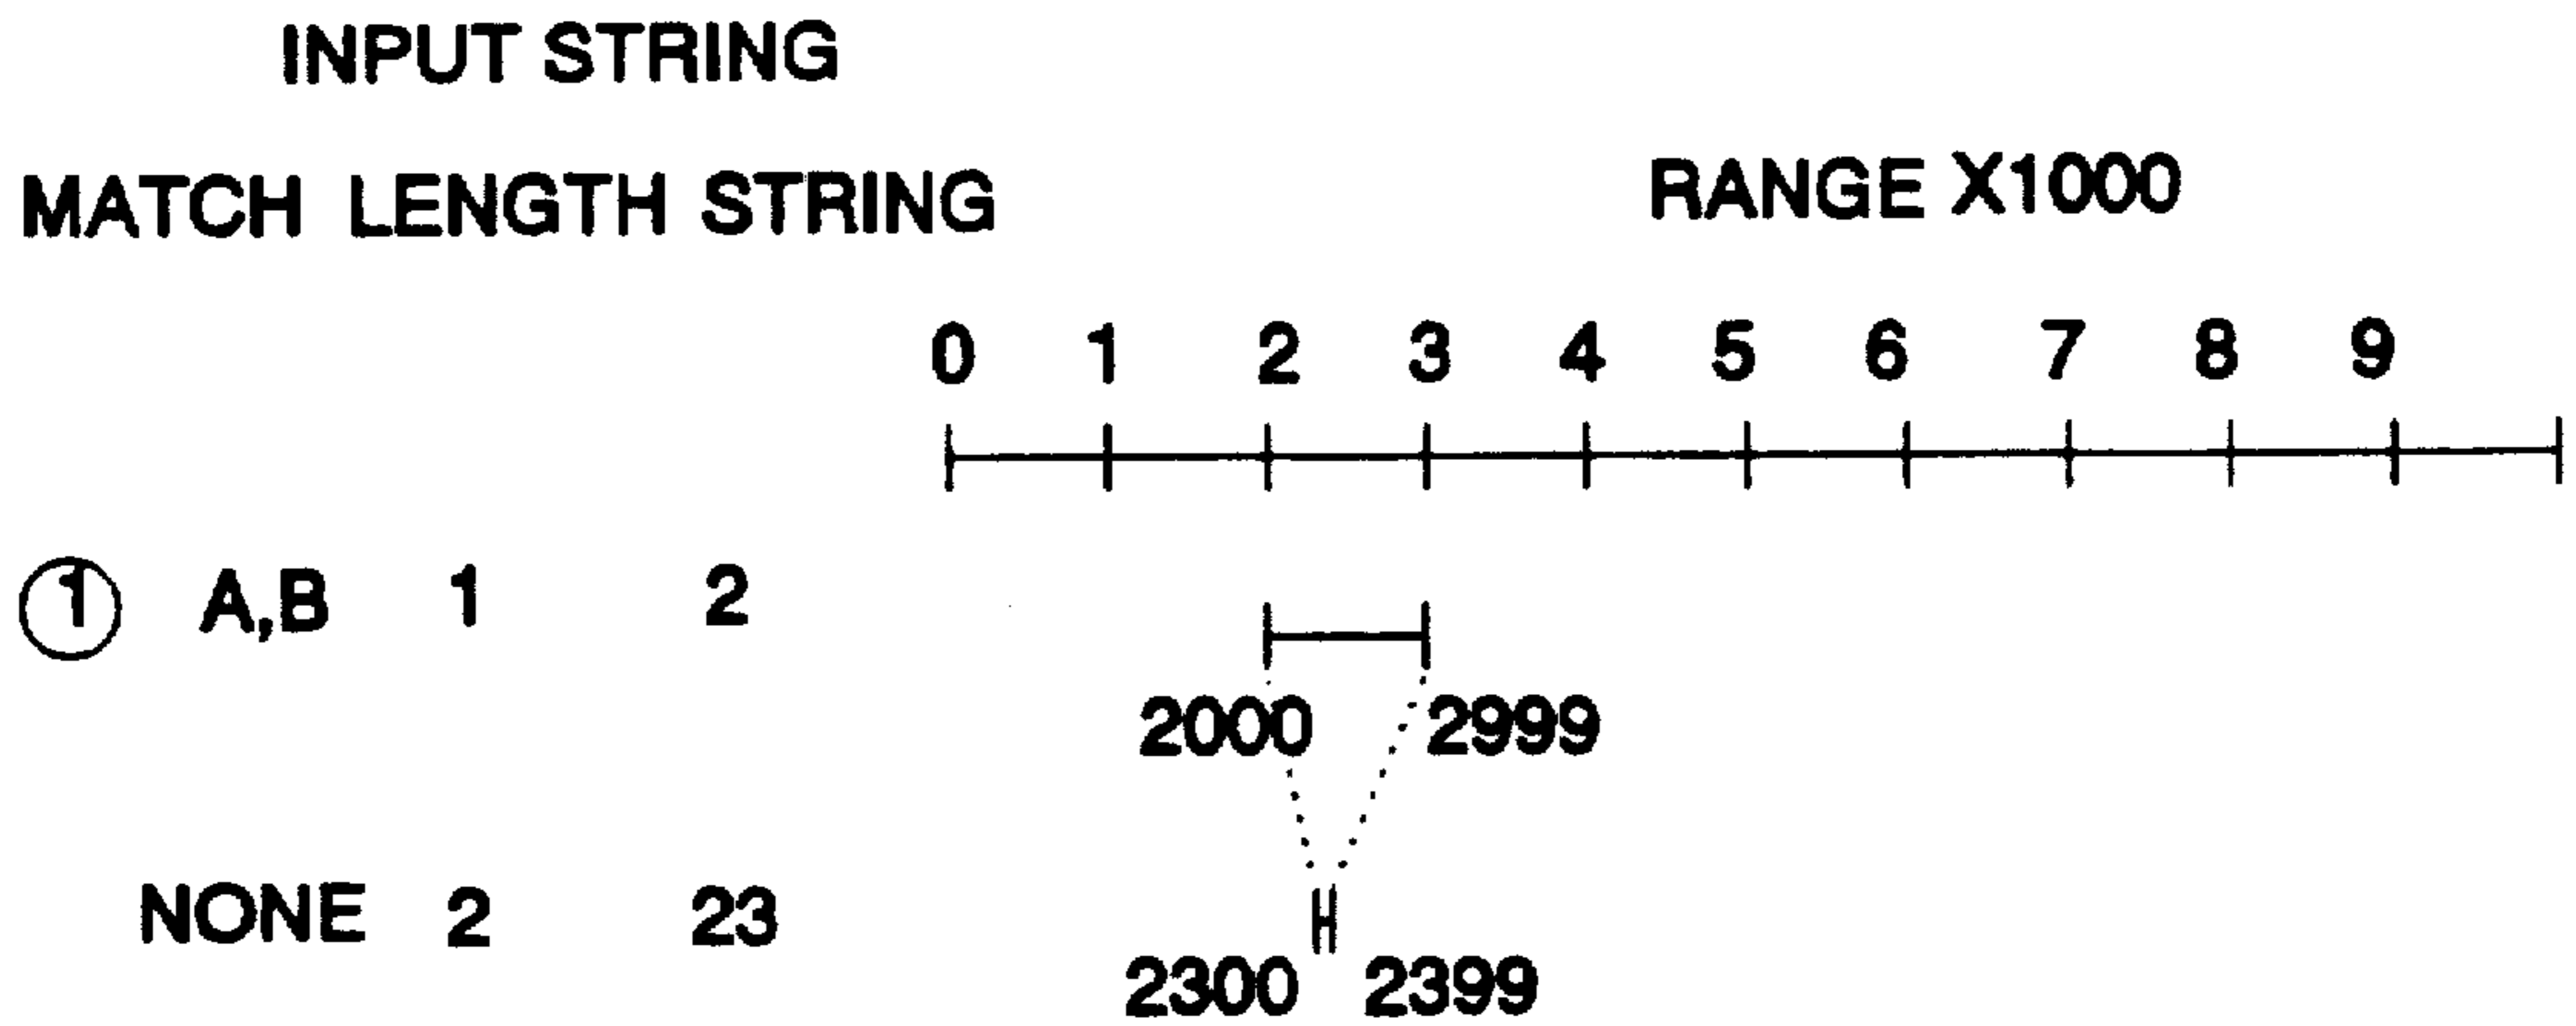 INPUT STRING
MATCH LENGTH STRING
RANGE X1000
0 1 2 3 4 5 6 7 8 9
1 A,B 1 2
2000 2999
NONE 2 23
2300 2399